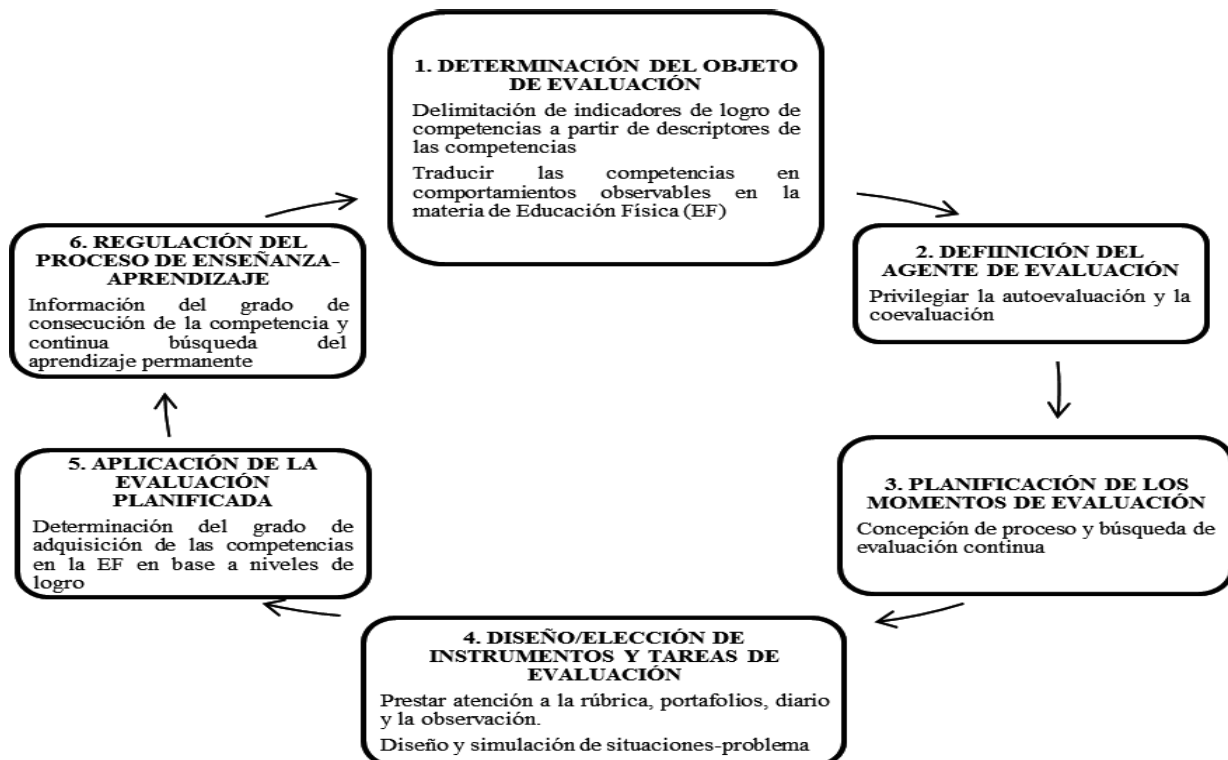 1. DETERMINACIÓN DEL OBJETO
DE EVALUACIÓN
Delimitación de indicadores de logro de
competencias a partir de descriptores de
las competencias
Traducir las competencias en
comportamientos observables en la
materia de Educación Física (EF)
2. DEFIINICIÓN DEL
AGENTE DE EVALUACIÓN
Privilegiar la autoevaluación y la
coevaluación
3. PLANIFICACIÓN DE LOS
MOMENTOS DE EVALUACIÓN
Concepción de proceso y búsqueda de
evaluación continua
4. DISEÑO/ELECCIÓN DE
INSTRUMENTOS Y TAREAS DE
EVALUACIÓN
Prestar atención a la rúbrica, portafolios, diario
y la observación.
Diseño y simulación de situaciones-problema
5. APLICACIÓN DE LA
EVALUACIÓN
PLANIFICADA
Determinación del grado de
adquisición de las competencias
en la EF en base a niveles de
logro
6. REGULACIÓN DEL
PROCESO DE ENSEÑANZA-
APRENDIZAJE
Información del grado de
consecución de la competencia y
continua búsqueda del
aprendizaje permanente